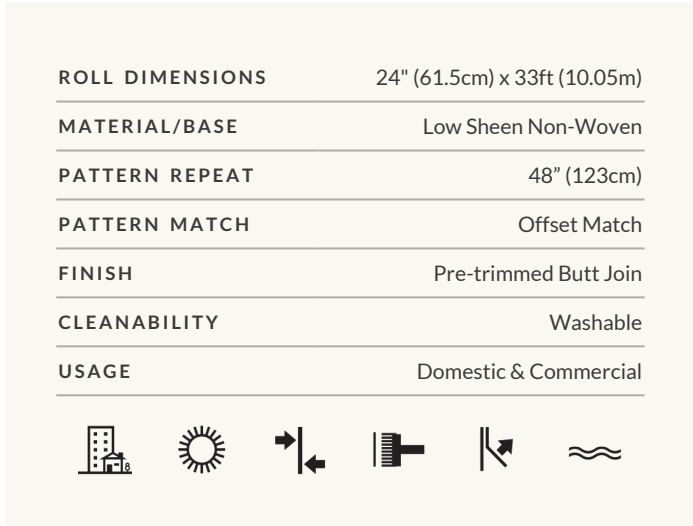 ROLL DIMENSIONS 24" (61.5cm) x 33ft (10.05m)
MATERIAL/BASE Low Sheen Non-Woven
PATTERN REPEAT 48” (123cm)
PATTERN MATCH Offset Match
FINISH Pre-trimmed Butt Join
CLEANABILITY Washable
USAGE Domestic & Commercial